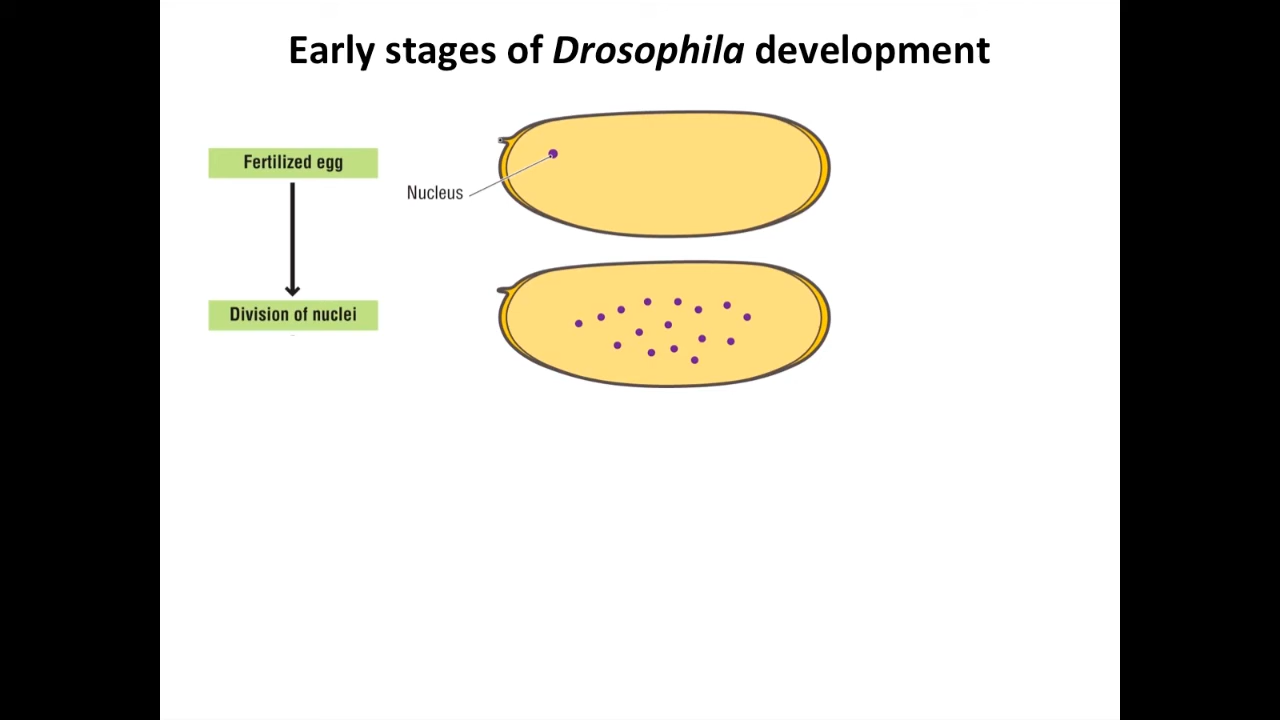 Early stages of Drosophila development
Fertilized egg
Nucleus
Division of nuclei